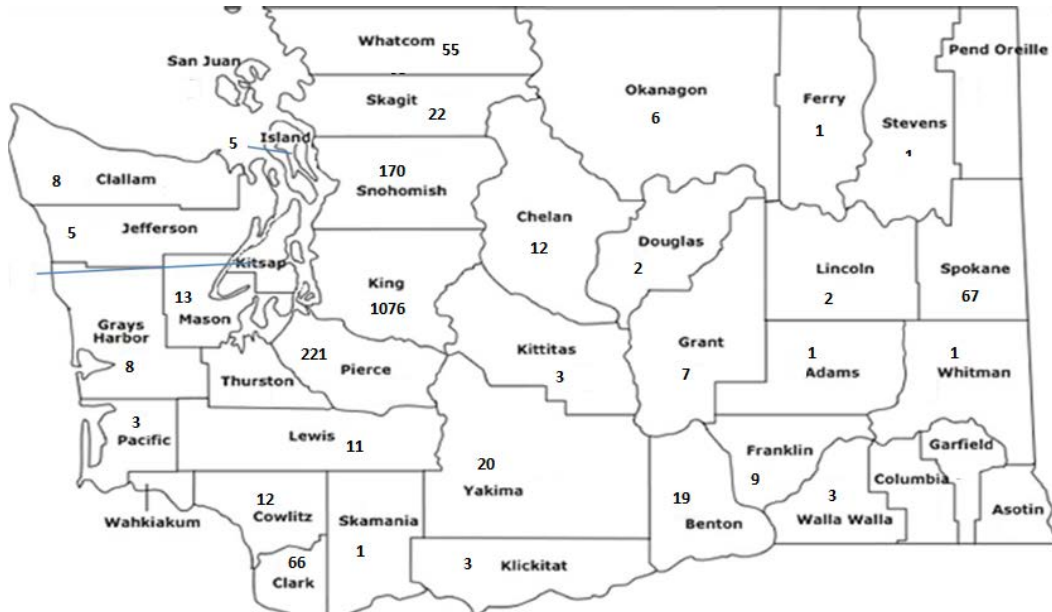 Whatcom 55
San Juan
Pend Oreille
Skagit
22
Okanagon
6
Ferry
1
Stevens
1
5
Island
170
Snohomish
8 Clallam
Chelan
12
5 Jefferson
Douglas
2
Kitsap
King
1076
Lincoln
2
Spokane
67
13
Mason
Grays
Harbor
8
221
Pierce
Kittitas
3
Grant
7
1
Adams
1
Whitman
Thurston
3
Pacific
Lewis 11
Franklin
9
Garfield
20
Yakima
Columbia
12
Cowlitz
Wahkiakum
Skamania
1
19
Benton
3
Walla Walla
Asotin
66
Clark
3 Klickitat